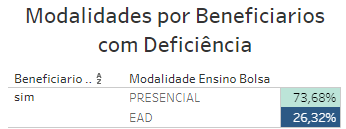 Modalidades por Beneficiarios
com Deficiência
Beneficiario .. Modalidade Ensino Bolsa
sim PRESENCIAL 73,68%
EAD 26,32%